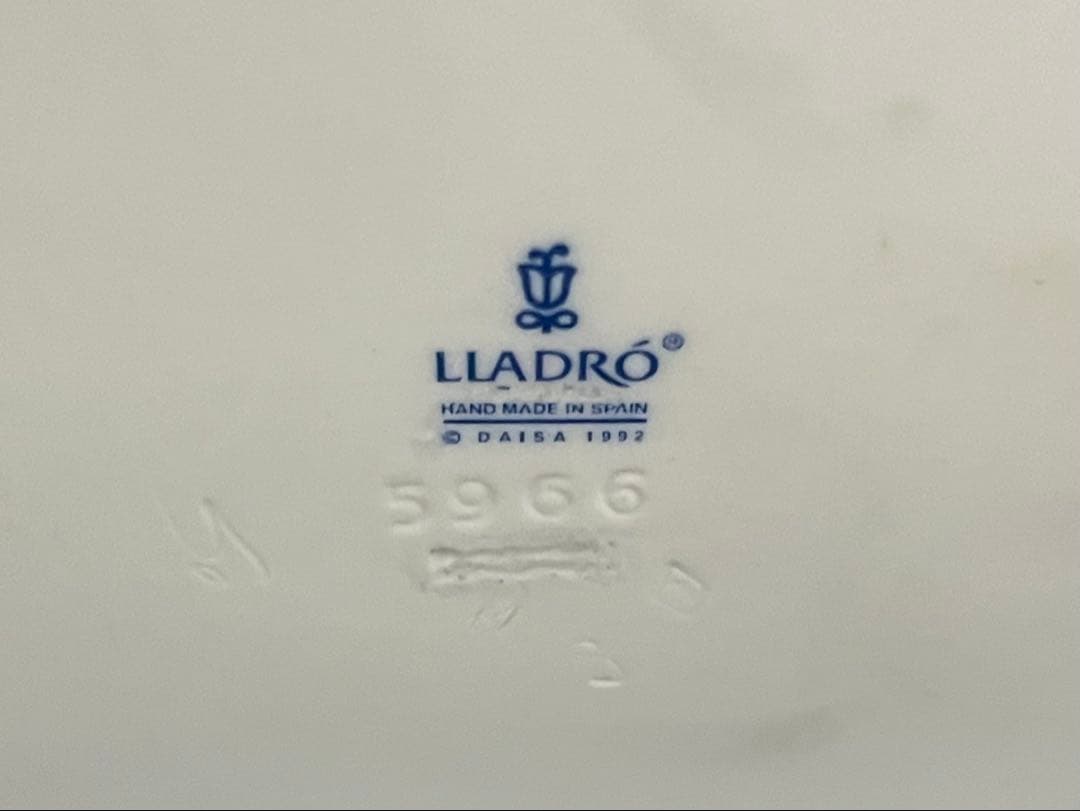 LLADRÓ®
HAND MADE IN SPAIN
© DAISA 1992
5966